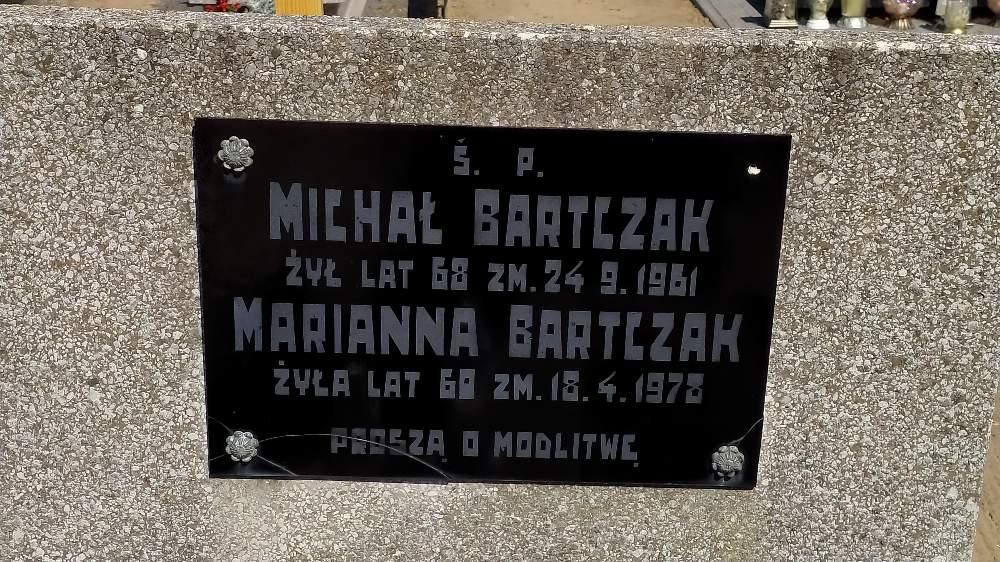 Ś. P.
MICHAŁ BARTCZAK
ŻYŁ LAT 68 ZM. 24 9. 1961
MARIANNA BARTCZAK
ŻYŁA LAT 60 ZM. 18. 4. 1978
PROSZĄ O MODLITWĘ